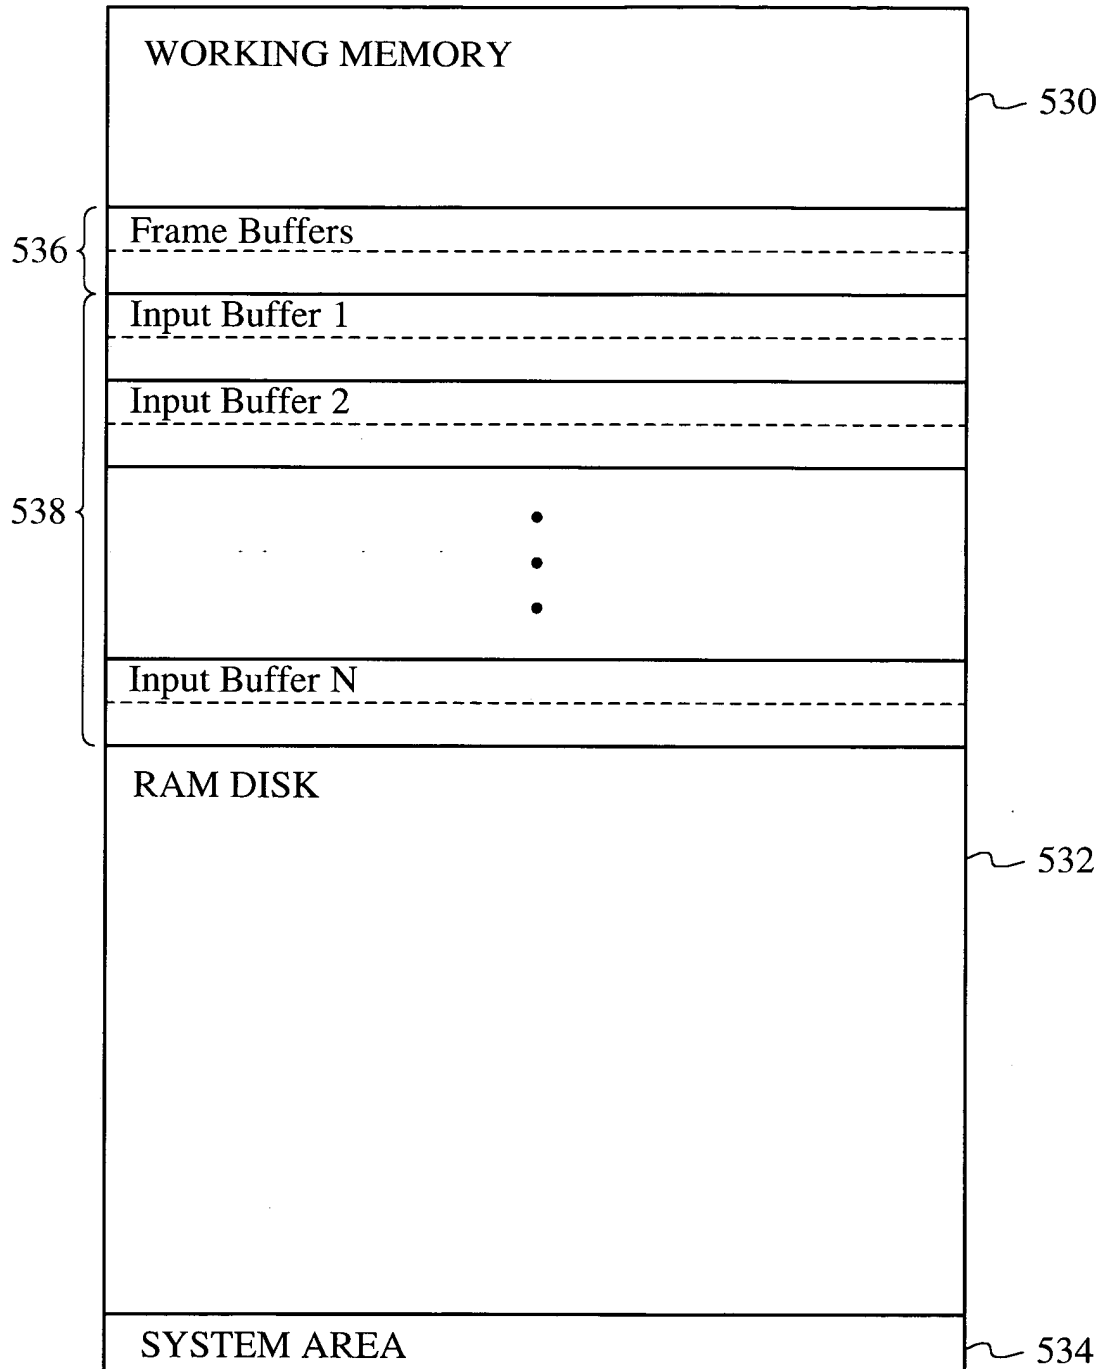 WORKING MEMORY
530
Frame Buffers
536
Input Buffer 1
Input Buffer 2
538
Input Buffer N
RAM DISK
532
SYSTEM AREA
534